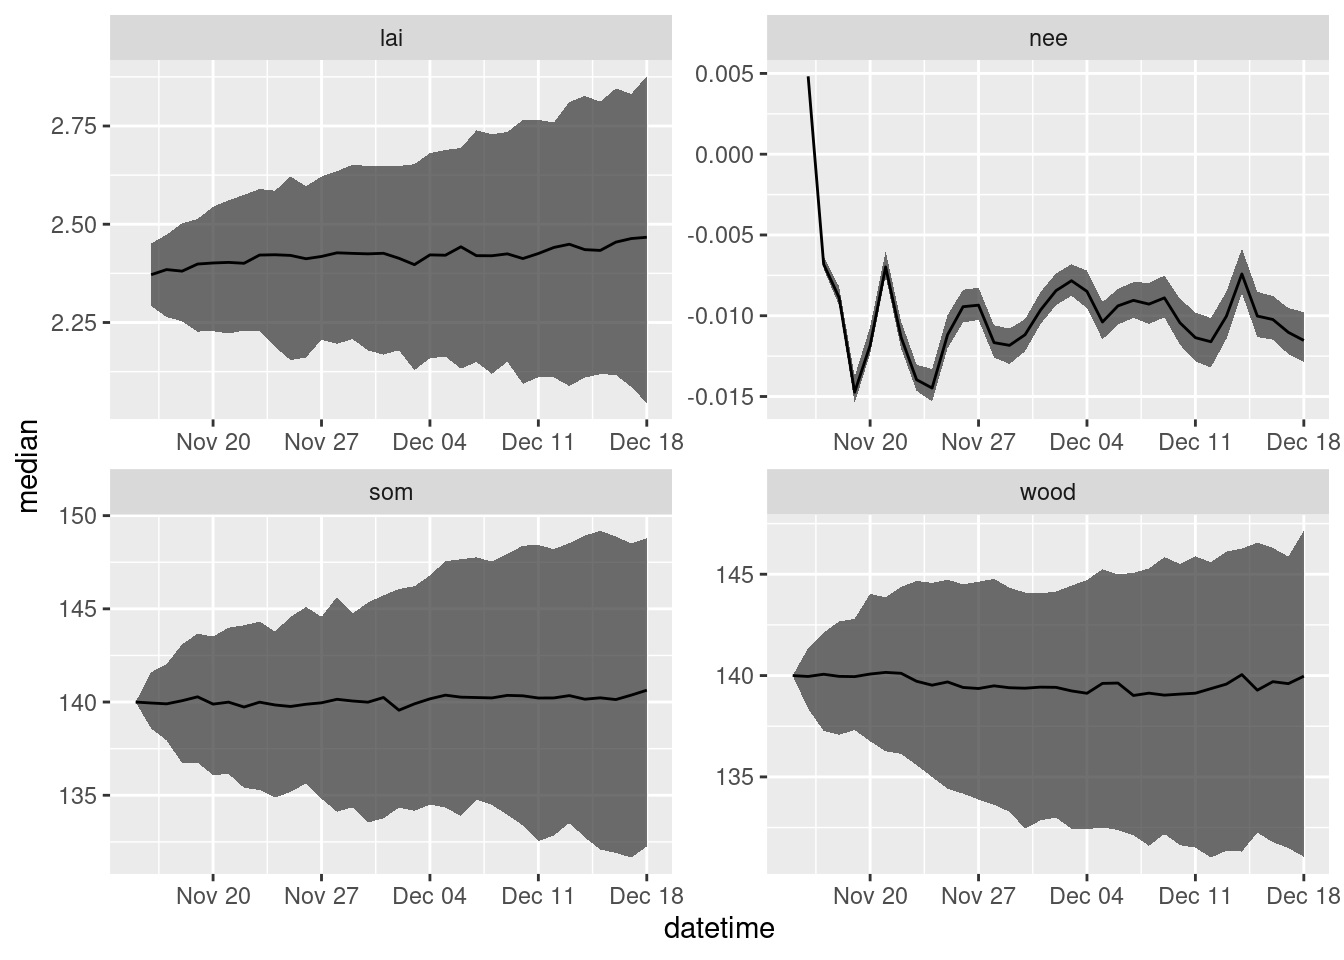 lai
nee
2.75
2.50
2.25
0.005
0.000
-0.005
-0.010
-0.015
Nov 20 Nov 27 Dec 04 Dec 11 Dec 18
Nov 20 Nov 27 Dec 04 Dec 11 Dec 18
median
som
wood
150
145
140
135
145
140
135
Nov 20 Nov 27 Dec 04 Dec 11 Dec 18
Nov 20 Nov 27 Dec 04 Dec 11 Dec 18
datetime